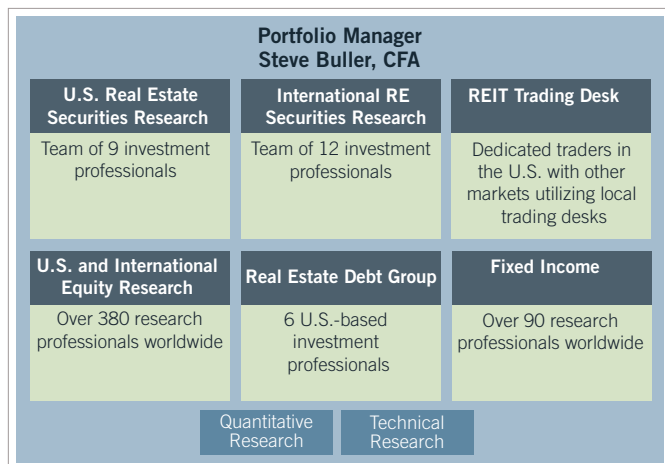 Portfolio Manager
Steve Buller, CFA
U.S. Real Estate
Securities Research
Team of 9 investment
professionals
International RE
Securities Research
Team of 12 investment
professionals
REIT Trading Desk
Dedicated traders in
the U.S. with other
markets utilizing local
trading desks
U.S. and International
Equity Research
Over 380 research
professionals worldwide
Real Estate Debt Group
6 U.S.-based
investment
professionals
Fixed Income
Over 90 research
professionals worldwide
Quantitative
Research
Technical
Research